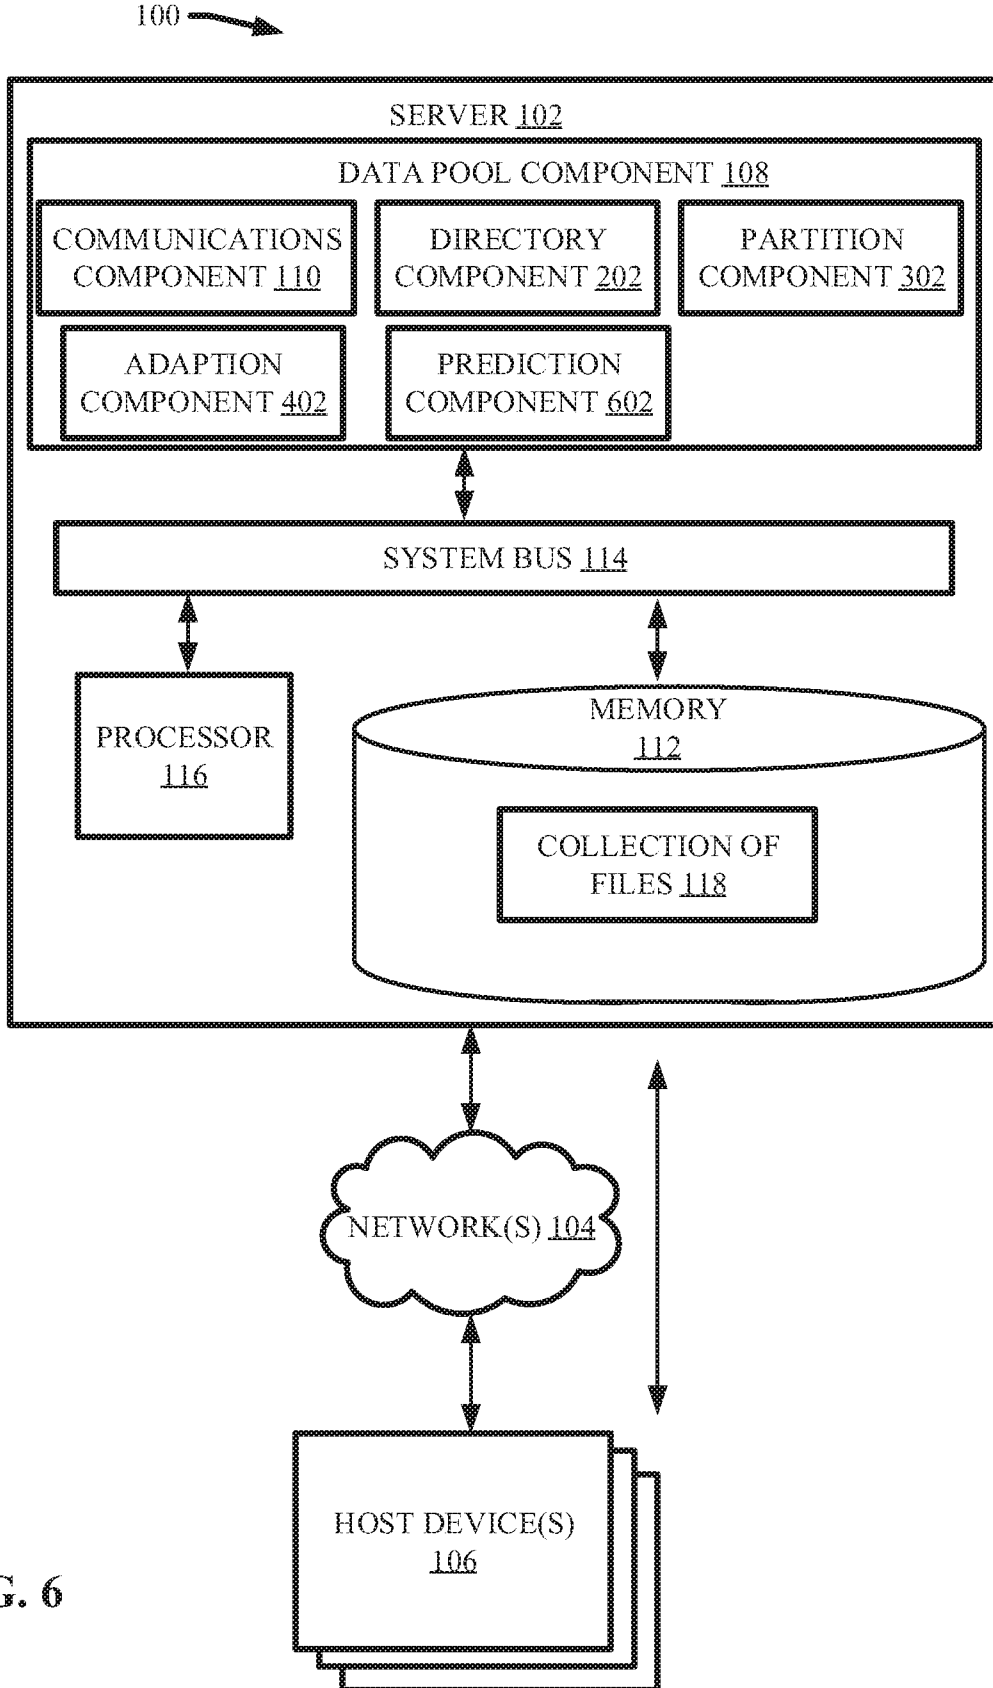 100
SERVER 102
DATA POOL COMPONENT 108
COMMUNICATIONS
COMPONENT 110
DIRECTORY
COMPONENT 202
PARTITION
COMPONENT 302
ADAPTION
COMPONENT 402
PREDICTION
COMPONENT 602
SYSTEM BUS 114
PROCESSOR
116
MEMORY
112
COLLECTION OF
FILES 118
NETWORK(S) 104
HOST DEVICE(S)
106
G. 6